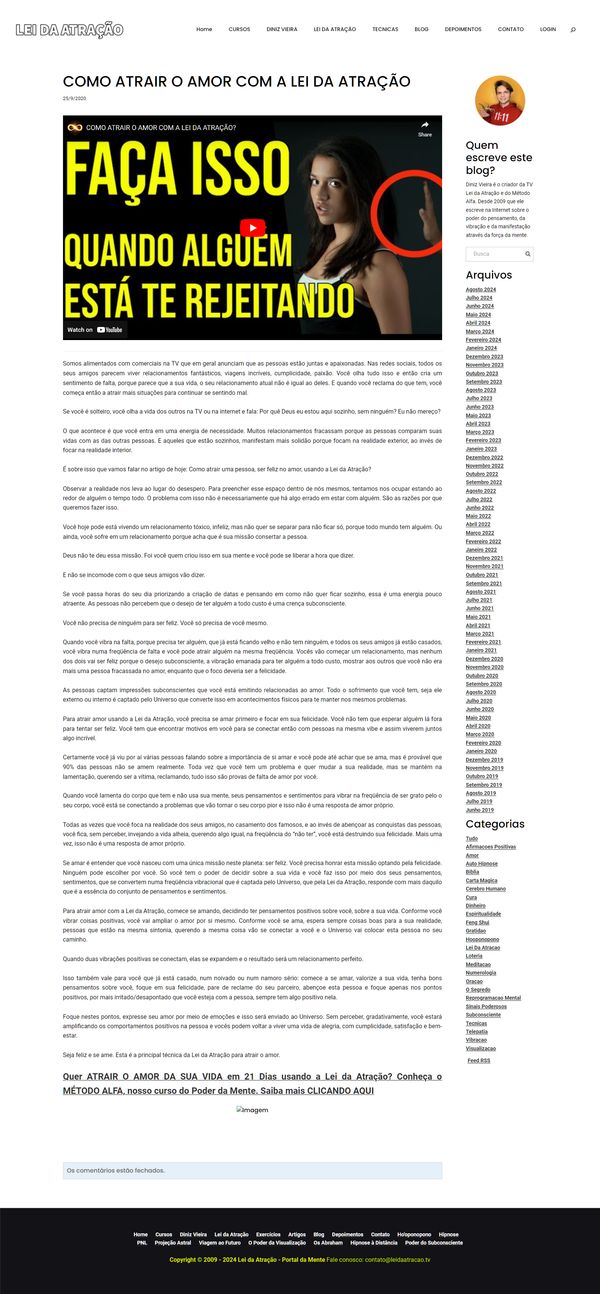 LEI DA ATRAÇÃO
Home CURSOS DINIZ VIEIRA LEI DA ATRAÇÃO TECNICAS BLOG DEPOIMENTOS CONTATO LOGIN
COMO ATRAIR O AMOR COM A LEI DA ATRAÇÃO
25/9/2020
COMO ATRAIR O AMOR COM A LEI DA ATRAÇÃO?
Share
FAÇA ISSO
QUANDO ALGUÉM
ESTÁ TE REJEITANDO
Watch on YouTube
Somos alimentados com comerciais na TV que em geral anunciam que as pessoas estão juntas e apaixonadas. Nas redes sociais, todos os
seus amigos parecem viver relacionamentos fantásticos, viagens incríveis, cumplicidade, paixão. Você olha tudo isso e então cria um
sentimento de falta, porque parece que a sua vida, o seu relacionamento atual não é igual ao deles. E quando você reclama do que tem, você
começa então a atrair mais situações para continuar se sentindo mal.
Se você é solteiro, você olha a vida dos outros na TV ou na internet e fala: Por quê Deus eu estou aqui sozinho, sem ninguém? Eu não mereço?
O que acontece é que você entra em uma energia de necessidade. Muitos relacionamentos fracassam porque as pessoas comparam suas
vidas com as das outras pessoas. E aqueles que estão sozinhos, manifestam mais solidão porque focam na realidade exterior, ao invés de
focar na realidade interior.
É sobre isso que vamos falar no artigo de hoje: Como atrair uma pessoa, ser feliz no amor, usando a Lei da Atração?
Observar a realidade nos leva ao lugar do desespero. Para preencher esse espaço dentro de nós mesmos, tentamos nos ocupar estando ao
redor de alguém o tempo todo. O problema com isso não é necessariamente que há algo errado em estar com alguém. São as razões por que
queremos fazer isso.
Você hoje pode está vivendo um relacionamento tóxico, infeliz, mas não quer se separar para não ficar só, porque todo mundo tem alguém. Ou
ainda, você sofre em um relacionamento porque acha que é sua missão consertar a pessoa.
Deus não te deu essa missão. Foi você quem criou isso em sua mente e você pode se liberar a hora que dizer.
E não se incomode com o que seus amigos vão dizer.
Se você passa horas do seu dia priorizando a criação de datas e pensando em como não quer ficar sozinho, essa é uma energia pouco
atraente. As pessoas não percebem que o desejo de ter alguém a todo custo é uma crença subconsciente.
Você não precisa de ninguém para ser feliz. Você só precisa de você mesmo.
Quando você vibra na falta, porque precisa ter alguém, que já está ficando velho e não tem ninguém, e todos os seus amigos já estão casados,
você vibra numa freqüência de falta e você pode atrair alguém na mesma freqüência. Vocês vão começar um relacionamento, mas nenhum
dos dois vai ser feliz porque o desejo subconsciente, a vibração emanada para ter alguém a todo custo, mostrar aos outros que você não era
mais uma pessoa fracassada no amor, enquanto que o foco deveria ser a felicidade.
As pessoas captam impressões subconscientes que você está emitindo relacionadas ao amor. Todo o sofrimento que você tem, seja ele
externo ou interno é captado pelo Universo que converte isso em acontecimentos físicos para te manter nos mesmos problemas.
Para atrair amor usando a Lei da Atração, você precisa se amar primeiro e focar em sua felicidade. Você não tem que esperar alguém lá fora
para tentar ser feliz. Você tem que encontrar motivos em você para se conectar então com pessoas na mesma vibe e assim viverem juntos
algo incrível.
Certamente você já viu por aí várias pessoas falando sobre a importância de si amar e você pode até achar que se ama, mas é provável que
90% das pessoas não se amem realmente. Toda vez que você tem um problema e quer mudar a sua realidade, mas se mantém na
lamentação, querendo ser a vítima, reclamando, tudo isso são provas de falta de amor por você.
Quando você lamenta do corpo que tem e não usa sua mente, seus pensamentos e sentimentos para vibrar na freqüência de ser grato pelo o
seu corpo, você está se conectando a problemas que vão tornar o seu corpo pior e isso não é uma resposta de amor próprio.
Todas as vezes que você foca na realidade dos seus amigos, no casamento dos famosos, e ao invés de abençoar as conquistas das pessoas,
você fica, sem perceber, invejando a vida alheia, querendo algo igual, na freqüência do “não ter”, você está destruindo sua felicidade. Mais uma
vez, isso não é uma resposta de amor próprio.
Se amar é entender que você nasceu com uma única missão neste planeta: ser feliz. Você precisa honrar esta missão optando pela felicidade.
Ninguém pode escolher por você. Só você tem o poder de decidir sobre a sua vida e você faz isso por meio dos seus pensamentos,
sentimentos, que se convertem numa freqüência vibracional que é captada pelo Universo, que pela Lei da Atração, responde com mais daquilo
que é a essência do conjunto de pensamentos e sentimentos.
Para atrair amor com a Lei da Atração, comece se amando, decidindo ter pensamentos positivos sobre você, sobre a sua vida. Conforme você
vibrar coisas positivas, você vai ampliar o amor por si mesmo. Conforme você se ama, espera sempre coisas boas para a sua realidade,
pessoas que estão na mesma sintonia, querendo a mesma coisa vão se conectar a você e o Universo vai colocar esta pessoa no seu
caminho.
Quando duas vibrações positivas se conectam, elas se expandem e o resultado será um relacionamento perfeito.
Isso também vale para você que já está casado, num noivado ou num namoro sério: comece a se amar, valorize a sua vida, tenha bons
pensamentos sobre você, foque em sua felicidade, pare de reclame do seu parceiro, abençoe esta pessoa e foque apenas nos pontos
positivos, por mais irritado/desapontado que você esteja com a pessoa, sempre tem algo positivo nela.
Foque nestes pontos, expresse seu amor por meio de emoções e isso será enviado ao Universo. Sem perceber, gradativamente, você estará
amplificando os comportamentos positivos na pessoa e vocês podem voltar a viver uma vida de alegria, com cumplicidade, satisfação e bem-
estar.
Seja feliz e se ame. Esta é a principal técnica da Lei da Atração para atrair o amor.
Quer ATRAIR O AMOR DA SUA VIDA em 21 Dias usando a Lei da Atração? Conheça o
MÉTODO ALFA, nosso curso do Poder da Mente. Saiba mais CLICANDO AQUI
Imagem
Os comentários estão fechados.
11:11
Quem
escreve este
blog?
Diniz Vieira é o criador da TV
Lei da Atração e do Método
Alfa. Desde 2009 que ele
escreve na Internet sobre o
poder do pensamento, da
vibração e da manifestação
através da força da mente.
Busca
Arquivos
Agosto 2024
Julho 2024
Junho 2024
Maio 2024
Abril 2024
Março 2024
Fevereiro 2024
Janeiro 2024
Dezembro 2023
Novembro 2023
Outubro 2023
Setembro 2023
Agosto 2023
Julho 2023
Junho 2023
Maio 2023
Abril 2023
Março 2023
Fevereiro 2023
Janeiro 2023
Dezembro 2022
Novembro 2022
Outubro 2022
Setembro 2022
Agosto 2022
Julho 2022
Junho 2022
Maio 2022
Abril 2022
Março 2022
Fevereiro 2022
Janeiro 2022
Dezembro 2021
Novembro 2021
Outubro 2021
Setembro 2021
Agosto 2021
Julho 2021
Junho 2021
Maio 2021
Abril 2021
Março 2021
Fevereiro 2021
Janeiro 2021
Dezembro 2020
Novembro 2020
Outubro 2020
Setembro 2020
Agosto 2020
Julho 2020
Junho 2020
Maio 2020
Abril 2020
Março 2020
Fevereiro 2020
Janeiro 2020
Dezembro 2019
Novembro 2019
Outubro 2019
Setembro 2019
Agosto 2019
Julho 2019
Junho 2019
Categorias
Tudo
Afirmacoes Positivas
Amor
Auto Hipnose
Bíblia
Carta Magica
Cerebro Humano
Cura
Dinheiro
Espiritualidade
Feng Shui
Gratidao
Hooponopono
Lei Da Atracao
Loteria
Meditacao
Numerologia
Oracao
O Segredo
Reprogramacao Mental
Sinais Poderosos
Subconsciente
Tecnicas
Telepatia
Vibracao
Visualizacao
Feed RSS
Home Cursos Diniz Vieira Lei da Atração Exercícios Artigos Blog Depoimentos Contato Ho'oponopono Hipnose
PNL Projeção Astral Viagem ao Futuro O Poder da Visualização Os Abraham Hipnose à Distância Poder do Subconsciente
Copyright © 2009 - 2024 Lei da Atração - Portal da Mente Fale conosco: contato@leidaatracao.tv